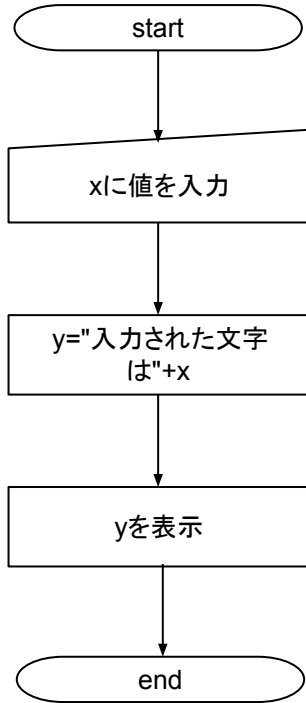 start
xに値を入力
y="入力された文字
は"+x
yを表示
end